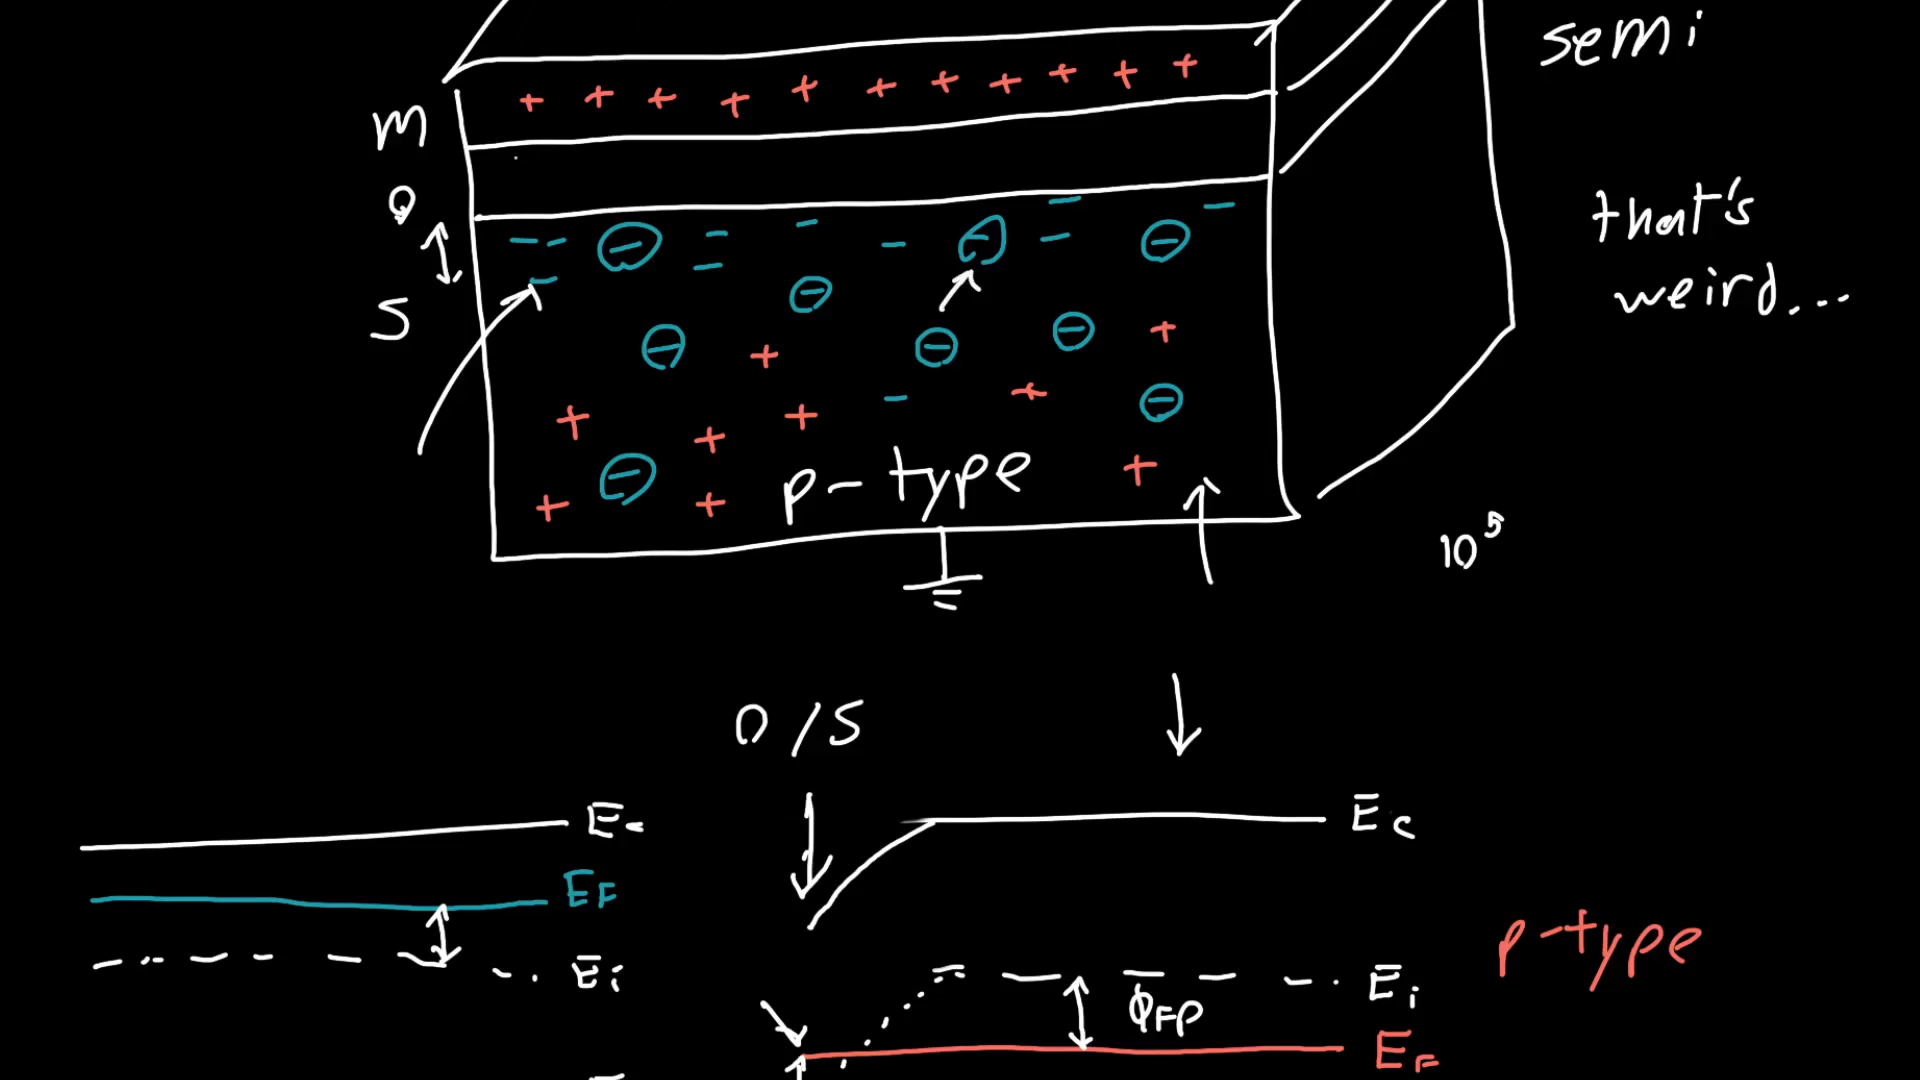 semi
M
O
that's
S
weird...
p-type
10⁵
O/S
Ec
Ec
EF
p-type
Ei
Ei
ϕFp
EF